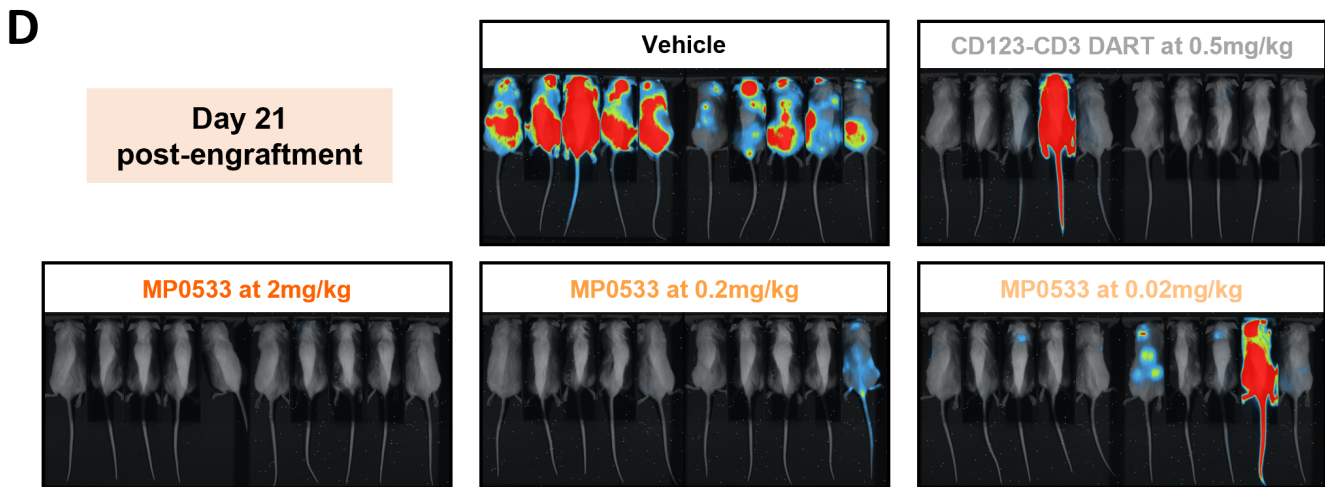 D
Day 21
post-engraftment
Vehicle
CD123-CD3 DART at 0.5mg/kg
MP0533 at 2mg/kg
MP0533 at 0.2mg/kg
MP0533 at 0.02mg/kg